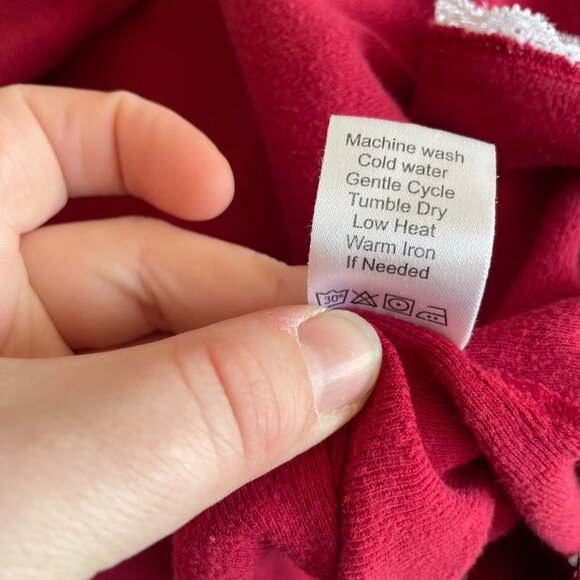 Machine wash
Cold water
Gentle Cycle
Tumble Dry
Low Heat
Warm Iron
If Needed
30°